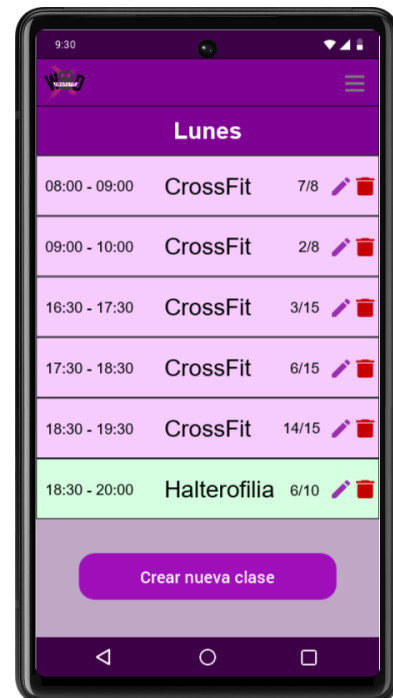 9:30
WOD
Lunes
08:00 - 09:00 CrossFit 7/8
09:00 - 10:00 CrossFit 2/8
16:30 - 17:30 CrossFit 3/15
17:30 - 18:30 CrossFit 6/15
18:30 - 19:30 CrossFit 14/15
18:30 - 20:00 Halterofilia 6/10
Crear nueva clase